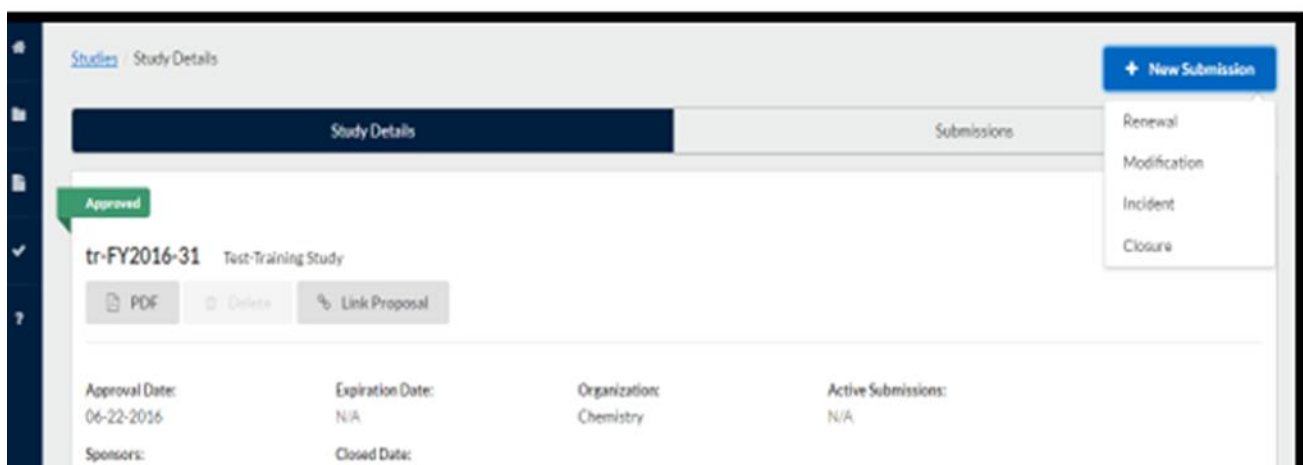 Studies / Study Details
+ New Submission
Study Details
Submissions
Renewal
Modification
Incident
Closure
Approved
tr-FY2016-31 Test-Training Study
PDF
Delete
Link Proposal
Approval Date: Expiration Date: Organization: Active Submissions:
06-22-2016 N/A Chemistry N/A
Sponsors: Closed Date:
?